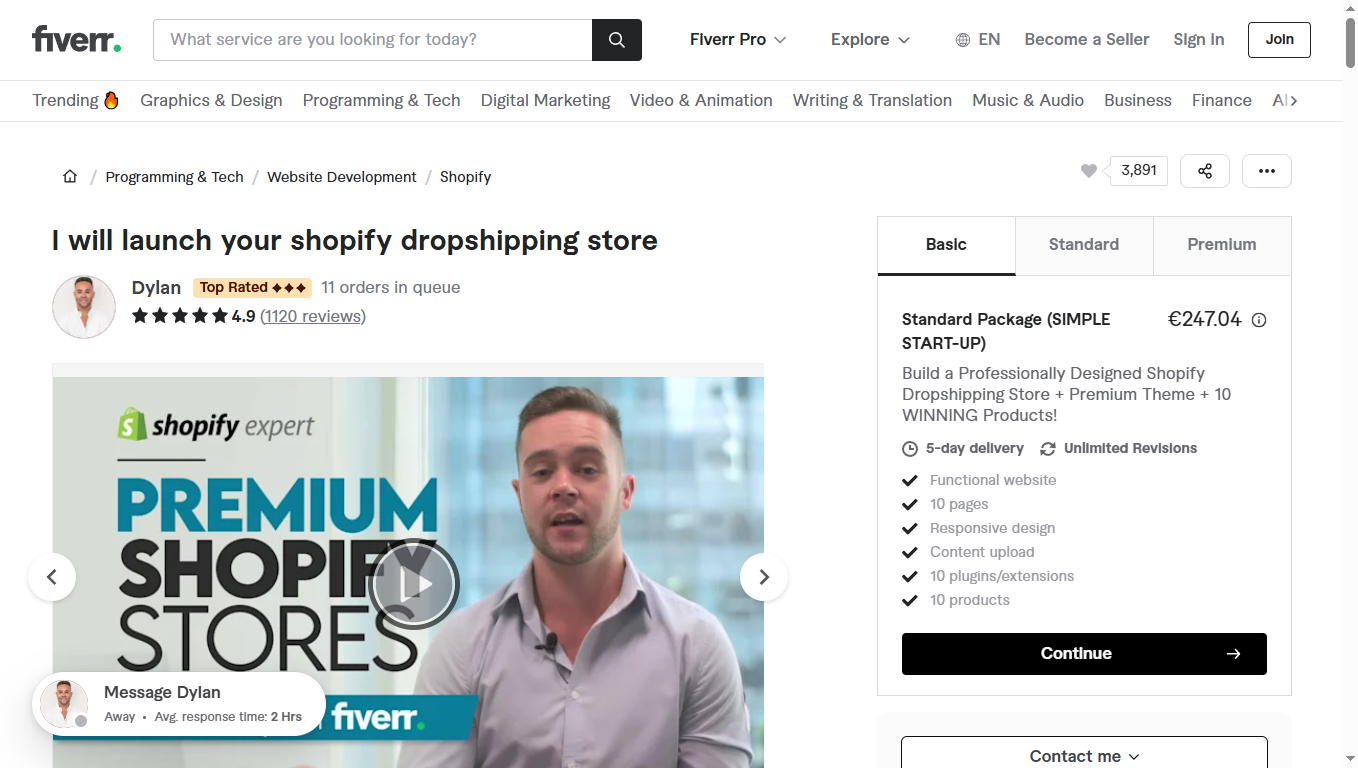 fiverr.
What service are you looking for today?
Fiverr Pro
Explore
EN
Become a Seller
Sign In
Join
Trending
Graphics & Design
Programming & Tech
Digital Marketing
Video & Animation
Writing & Translation
Music & Audio
Business
Finance
/ Programming & Tech / Website Development / Shopify
3,891
I will launch your shopify dropshipping store
Dylan Top Rated 11 orders in queue
4.9 (1120 reviews)
shopify expert
PREMIUM
SHOPIFY
STORES
fiverr.
Message Dylan
Away • Avg. response time: 2 Hrs
Basic
Standard
Premium
Standard Package (SIMPLE
START-UP)
€247.04
Build a Professionally Designed Shopify
Dropshipping Store + Premium Theme + 10
WINNING Products!
5-day delivery
Unlimited Revisions
Functional website
10 pages
Responsive design
Content upload
10 plugins/extensions
10 products
Continue
Contact me